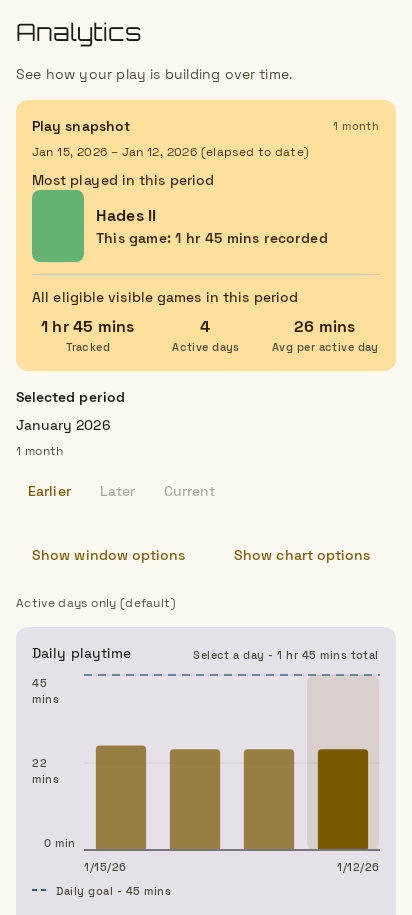 Analytics
See how your play is building over time.
Play snapshot
1 month
Jan 15, 2026 – Jan 12, 2026 (elapsed to date)
Most played in this period
Hades II
This game: 1 hr 45 mins recorded
All eligible visible games in this period
1 hr 45 mins
4
26 mins
Tracked
Active days
Avg per active day
Selected period
January 2026
1 month
Earlier
Later
Current
Show window options
Show chart options
Active days only (default)
Daily playtime
Select a day - 1 hr 45 mins total
45
mins
22
mins
0 min
1/15/26
1/12/26
Daily goal - 45 mins